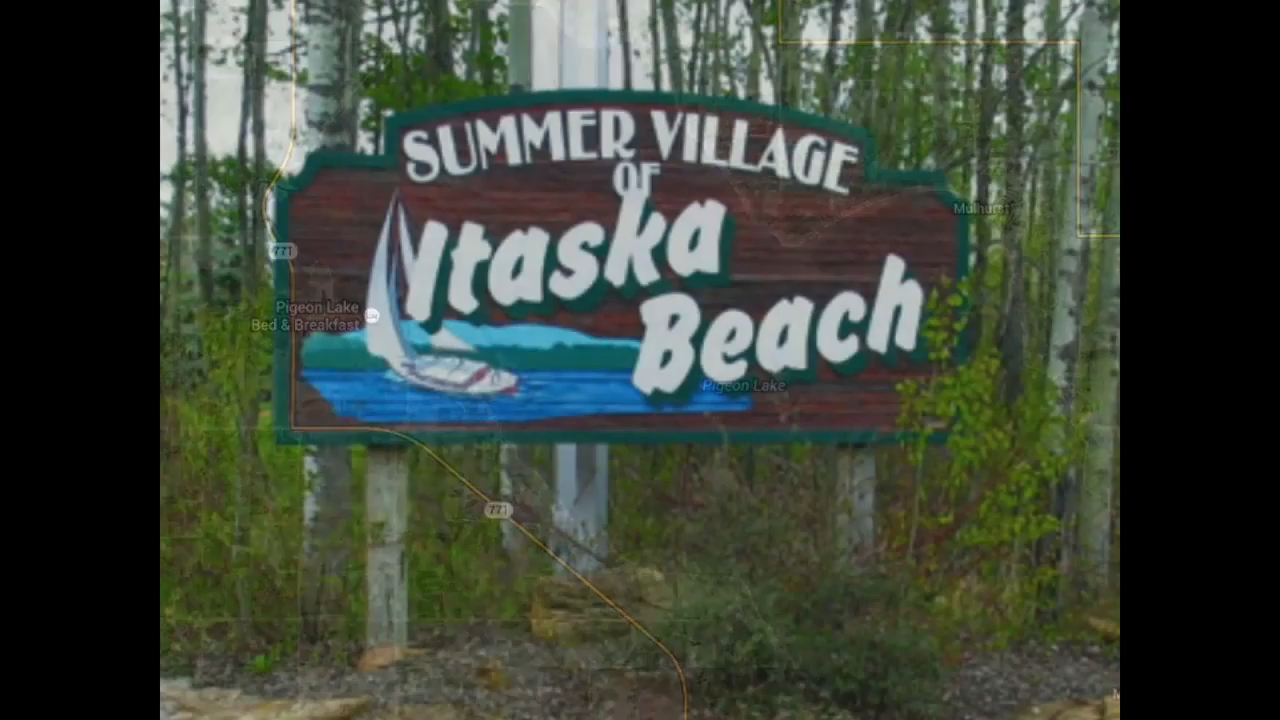 SUMMER VILLAGE
OF
Itaska
Beach
Mulhurst
771
Pigeon Lake
Bed & Breakfast
Pigeon Lake
771